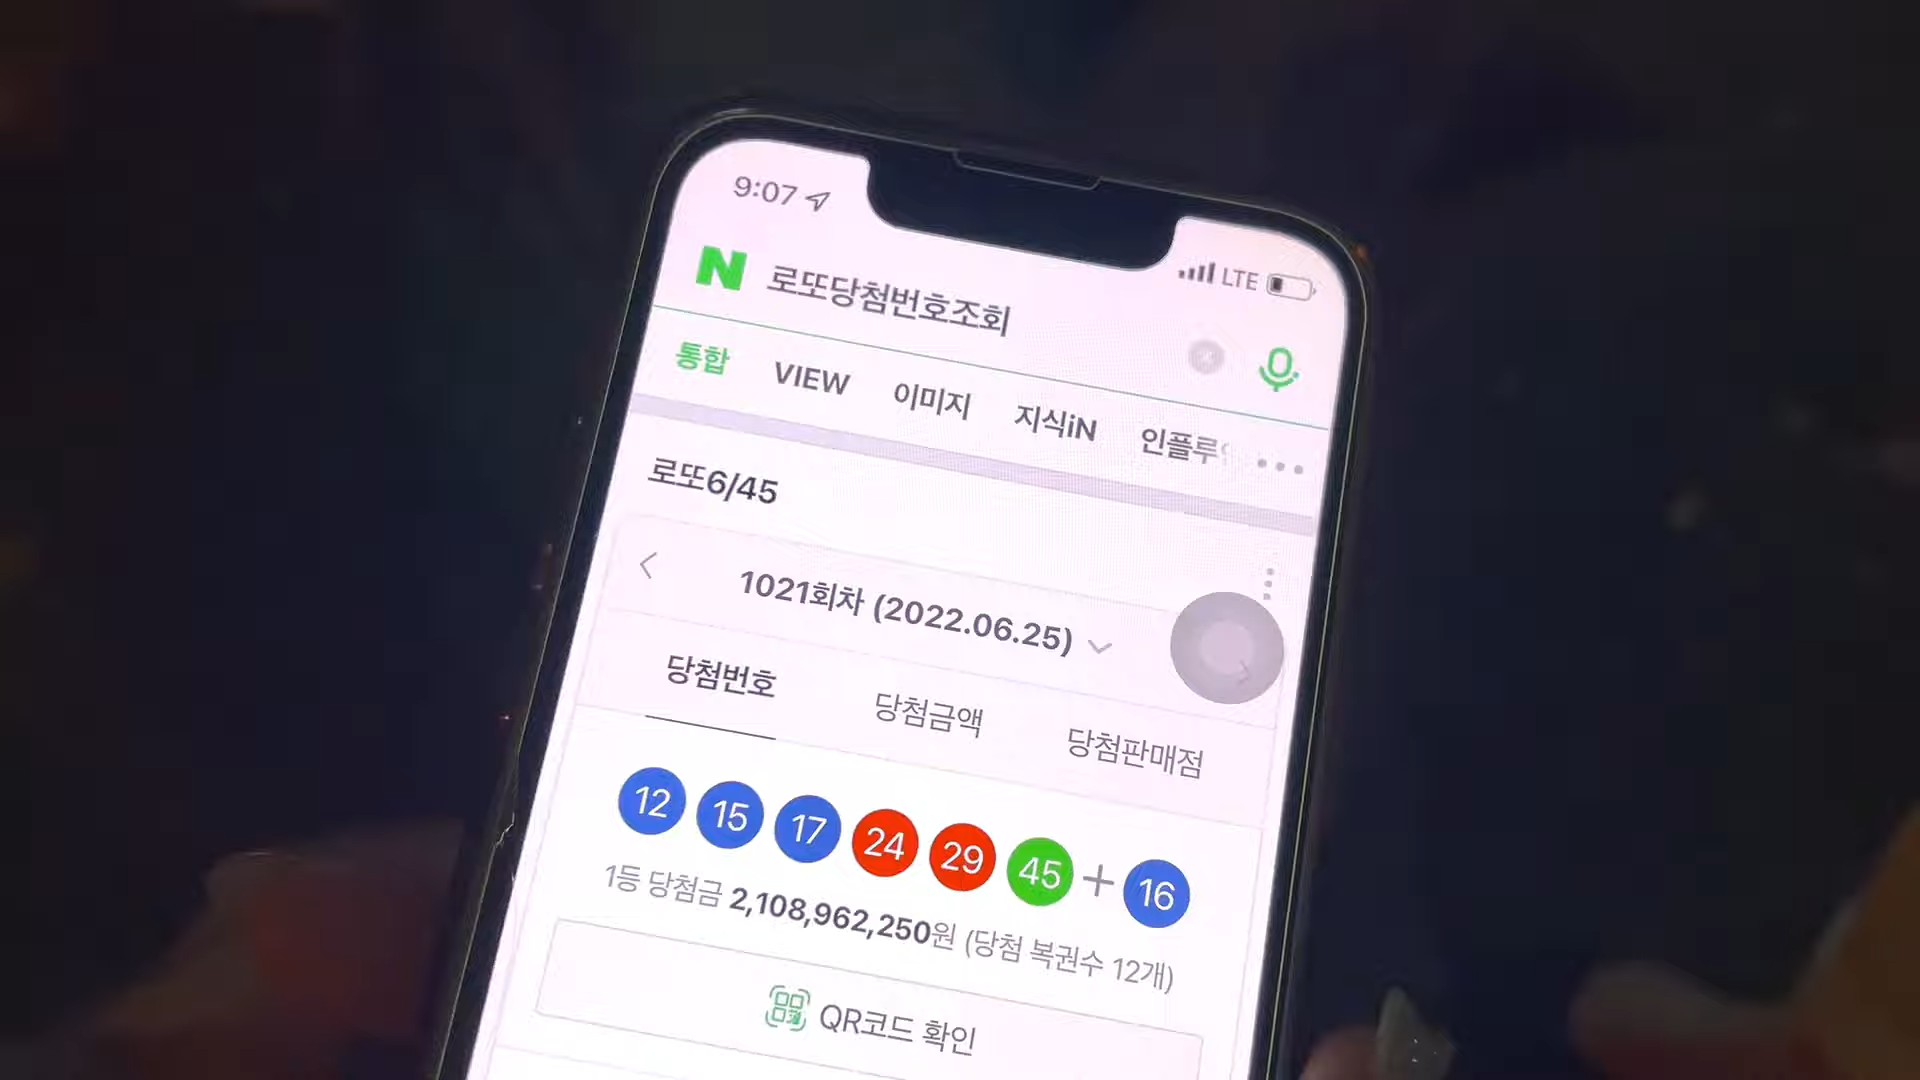 9:07
LTE
N 로또당첨번호조회
통합 VIEW 이미지 지식iN 인플루
로또6/45
1021회차 (2022.06.25)
당첨번호 당첨금액 당첨판매점
12 15 17 24 29 45 + 16
1등 당첨금 2,108,962,250원 (당첨 복권수 12개)
QR코드 확인